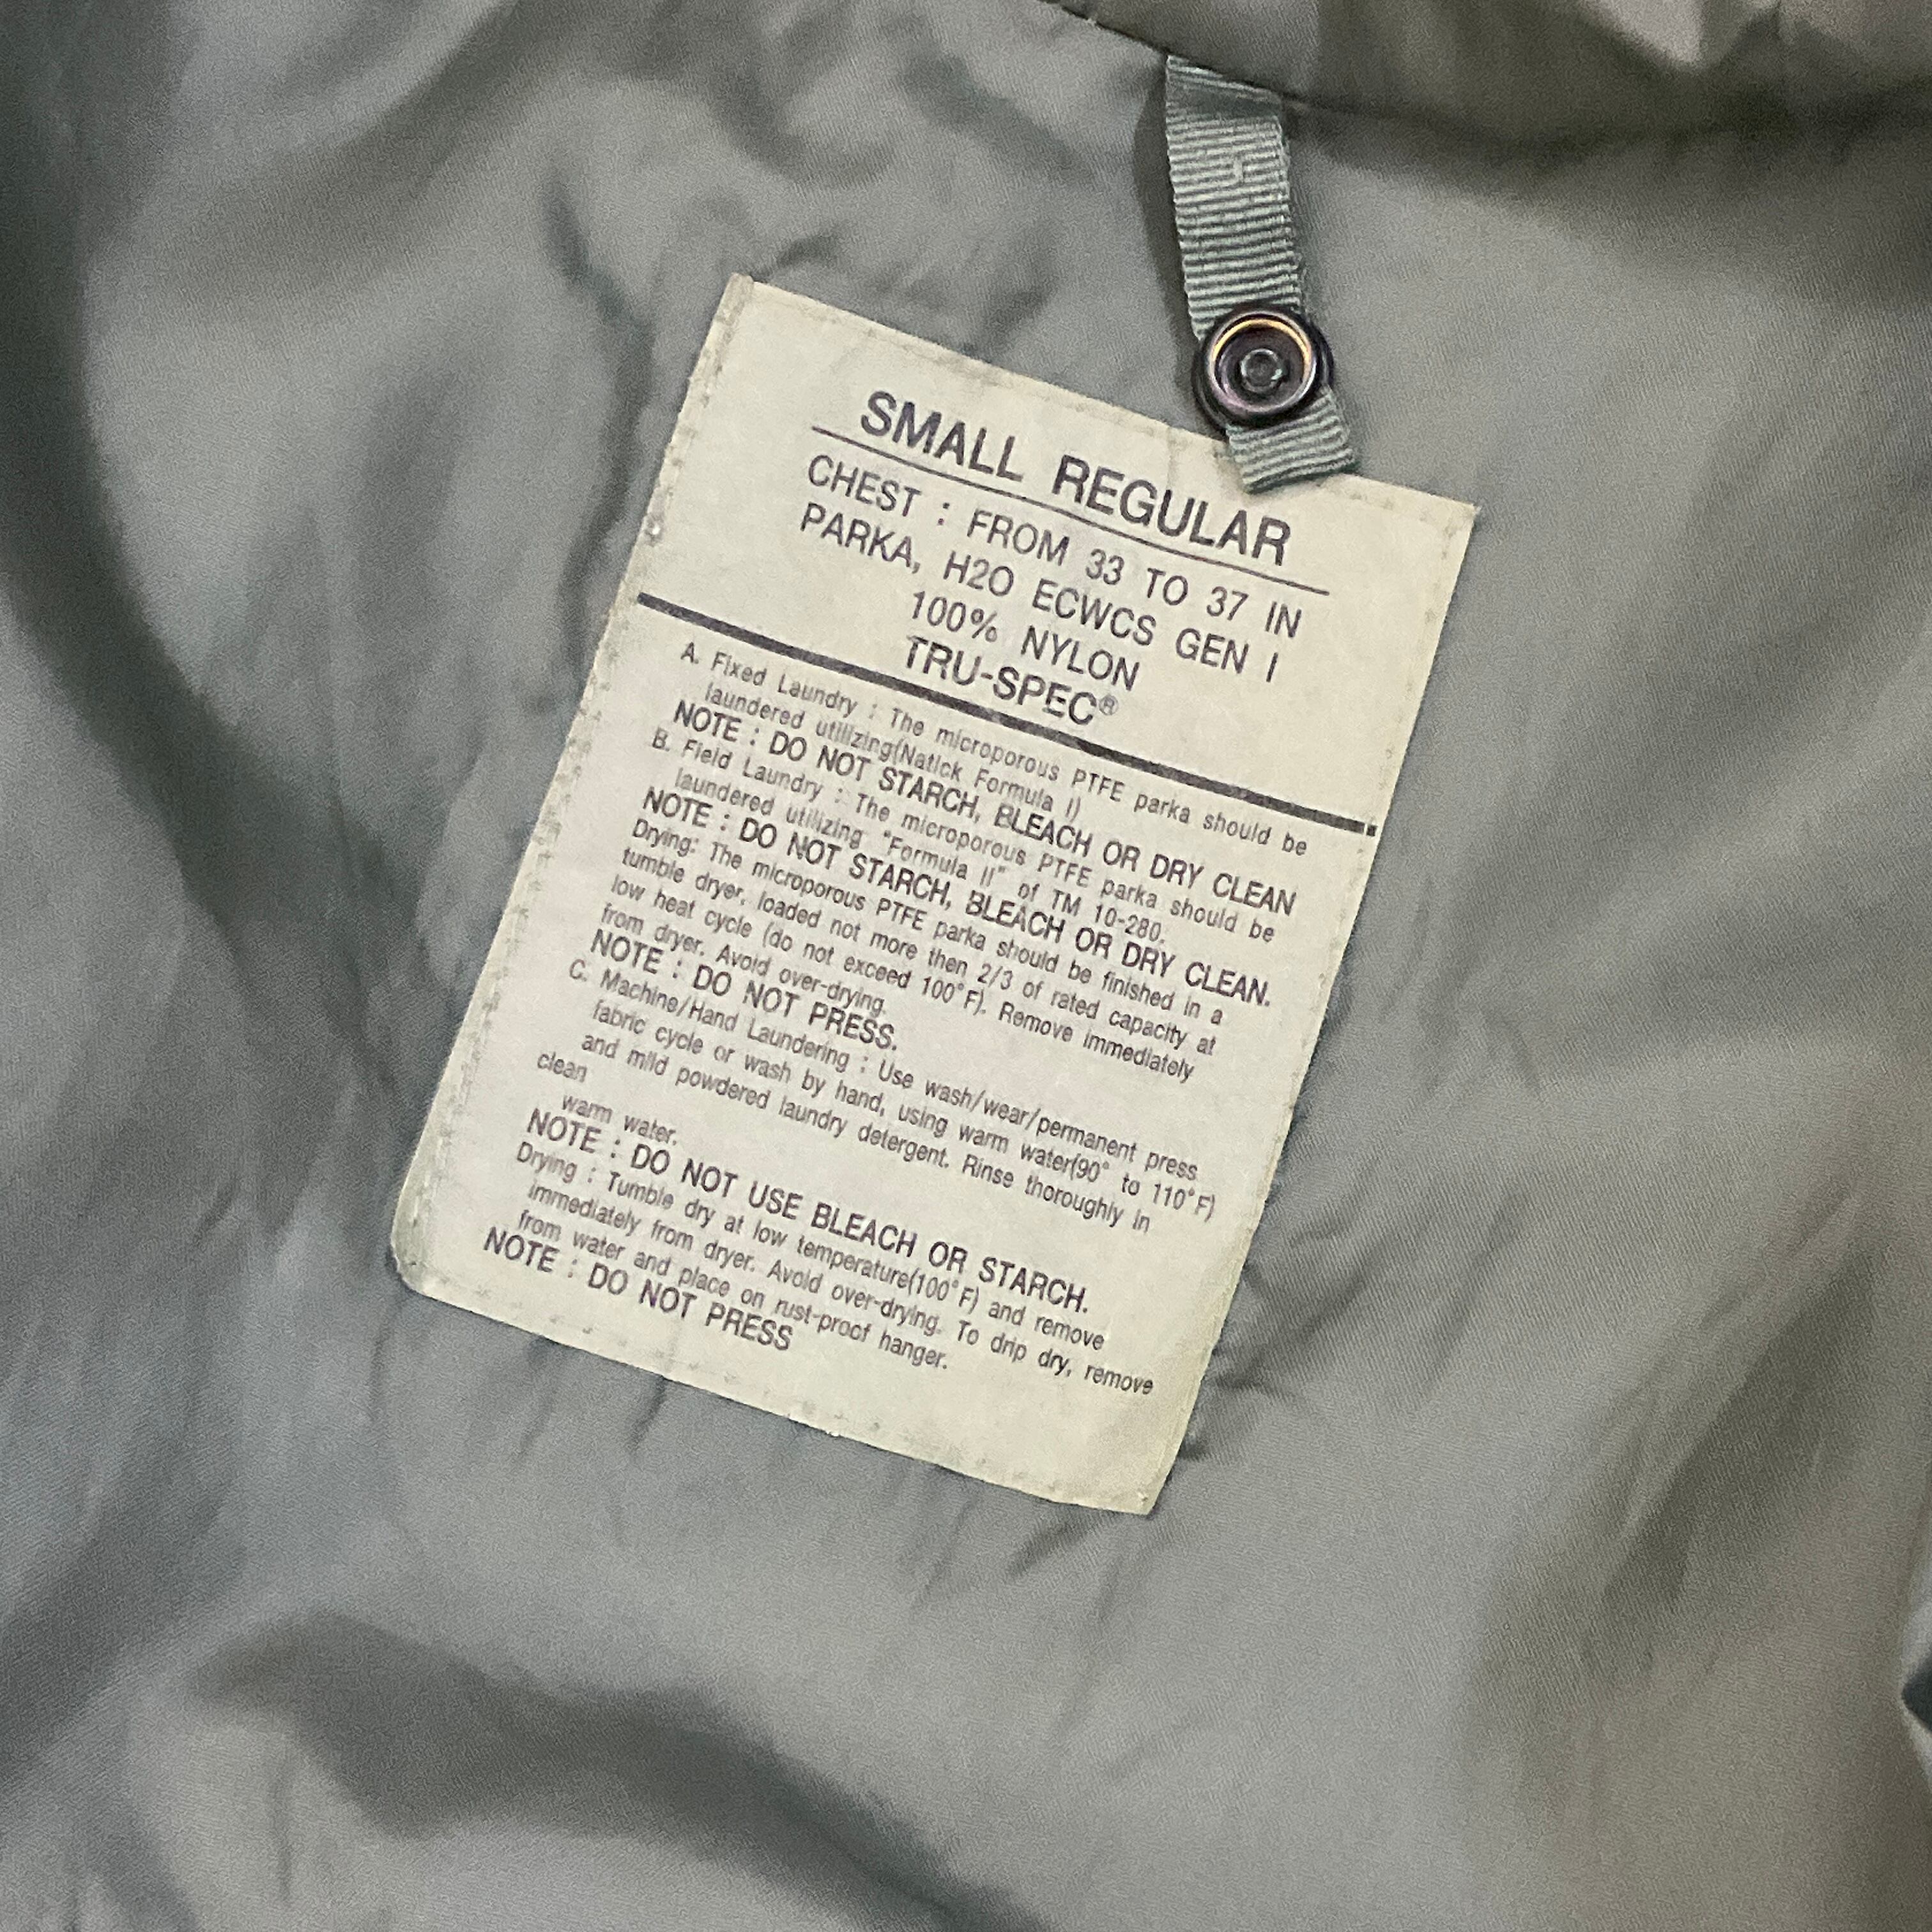 SMALL REGULAR
CHEST : FROM 33 TO 37 IN
PARKA, H2O ECWCS GEN I
100% NYLON
TRU-SPEC®
A. Fixed Laundry : The microporous PTFE parka should be
laundered utilizing(Natick Formula I)
NOTE : DO NOT STARCH, BLEACH OR DRY CLEAN
B. Field Laundry : The microporous PTFE parka should be
laundered utilizing "Formula II" of TM 10-280.
NOTE : DO NOT STARCH, BLEACH OR DRY CLEAN.
Drying: The microporous PTFE parka should be finished in a
tumble dryer, loaded not more then 2/3 of rated capacity at
low heat cycle (do not exceed 100°F). Remove immediately
from dryer. Avoid over-drying.
NOTE : DO NOT PRESS.
C. Machine/Hand Laundering : Use wash/wear/permanent press
fabric cycle or wash by hand, using warm water(90° to 110°F)
and mild powdered laundry detergent. Rinse thoroughly in
clean
warm water.
NOTE : DO NOT USE BLEACH OR STARCH.
Drying : Tumble dry at low temperature(100°F) and remove
immediately from dryer. Avoid over-drying. To drip dry, remove
from water and place on rust-proof hanger.
NOTE : DO NOT PRESS